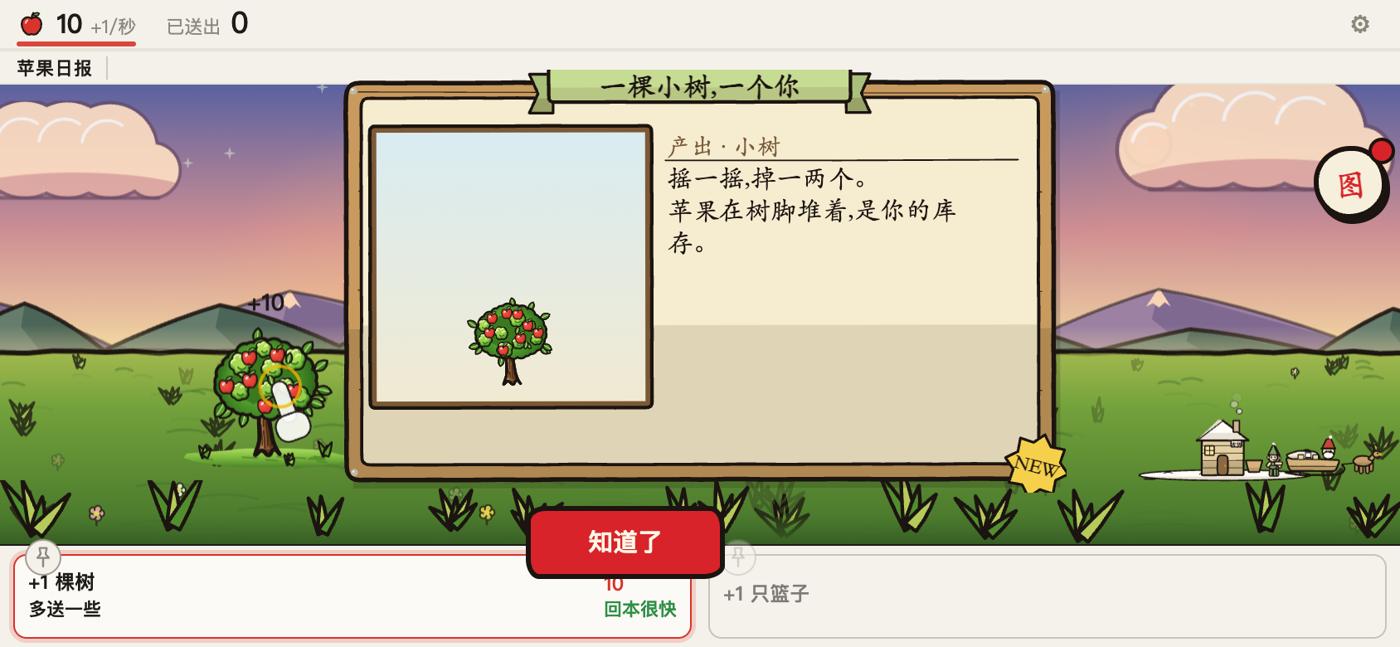 10 +1/秒 已送出 0
苹果日报
一棵小树,一个你
产出·小树
摇一摇,掉一两个。
苹果在树脚堆着,是你的库
存。
图
+10
NEW
知道了
+1 棵树 10
多送一些 回本很快
+1 只篮子